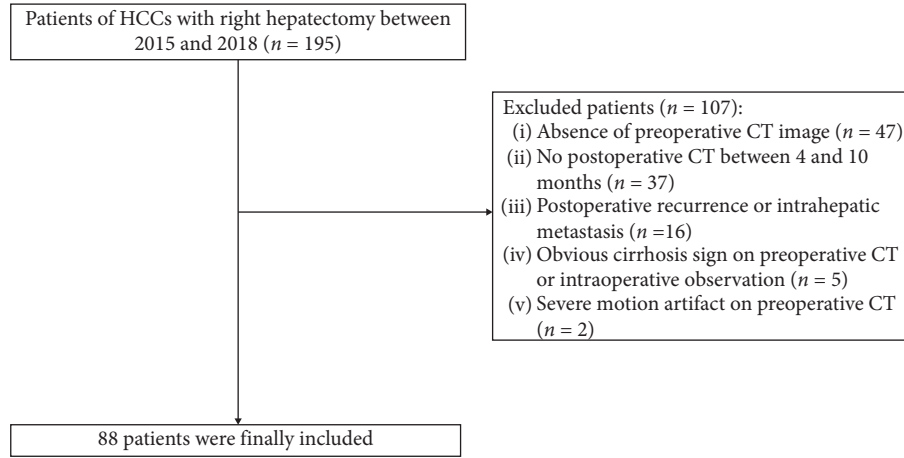 Patients of HCCs with right hepatectomy between
2015 and 2018 (n = 195)
Excluded patients (n = 107):
(i) Absence of preoperative CT image (n = 47)
(ii) No postoperative CT between 4 and 10
months (n = 37)
(iii) Postoperative recurrence or intrahepatic
metastasis (n =16)
(iv) Obvious cirrhosis sign on preoperative CT
or intraoperative observation (n = 5)
(v) Severe motion artifact on preoperative CT
(n = 2)
88 patients were finally included